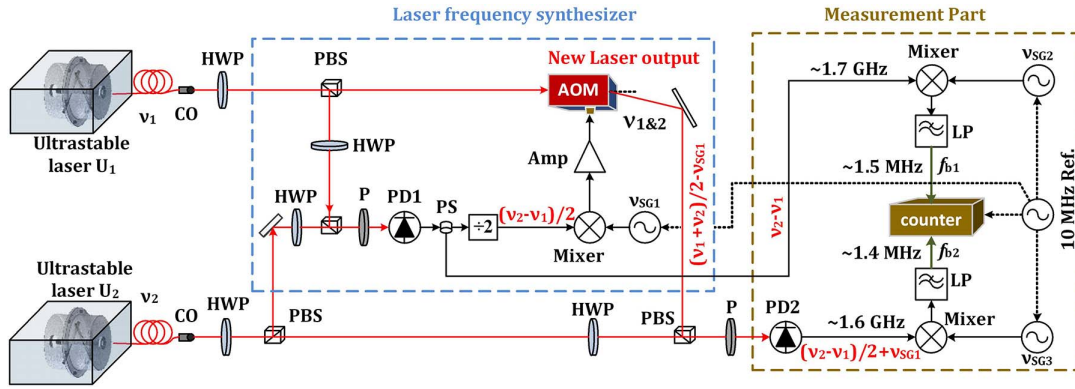 Laser frequency synthesizer
Measurement Part
HWP
PBS
New Laser output
AOM
ν1&2
~1.7 GHz
Mixer
νSG2
ν1
CO
Ultrastable
laser U1
HWP
Amp
LP
~1.5 MHz
fb1
HWP
P
PD1
PS
÷2
(ν2-ν1)/2
νSG1
Mixer
(ν1+ν2)/2-νSG1
ν2-ν1
counter
10 MHz Ref.
~1.4 MHz
fb2
LP
Ultrastable
laser U2
ν2
CO
HWP
PBS
HWP
PBS
P
PD2
~1.6 GHz
Mixer
(ν2-ν1)/2+νSG1
νSG3